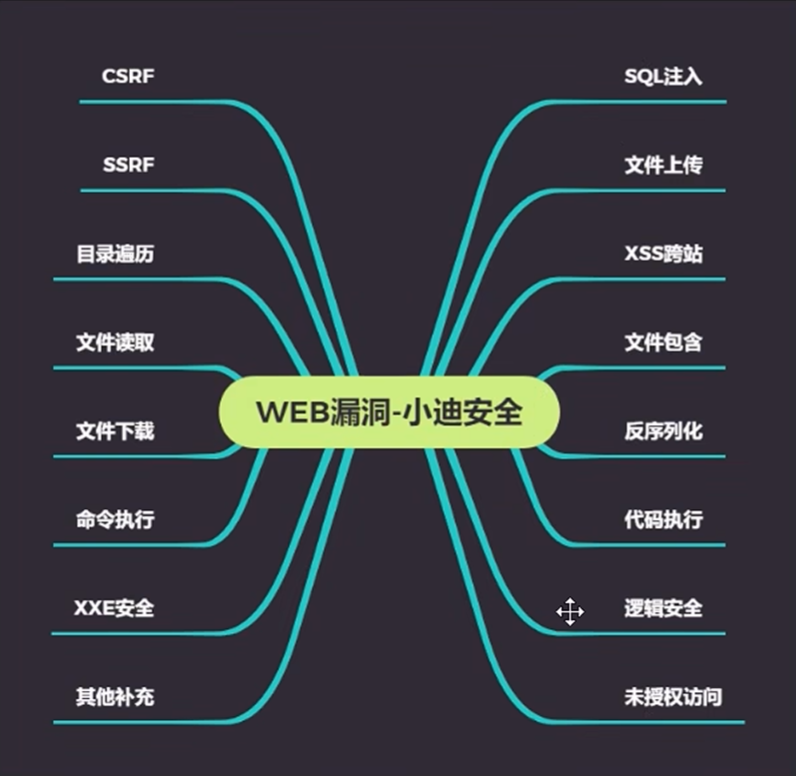 CSRF
SSRF
目录遍历
文件读取
文件下载
命令执行
XXE安全
其他补充
WEB漏洞-小迪安全
SQL注入
文件上传
XSS跨站
文件包含
反序列化
代码执行
逻辑安全
未授权访问